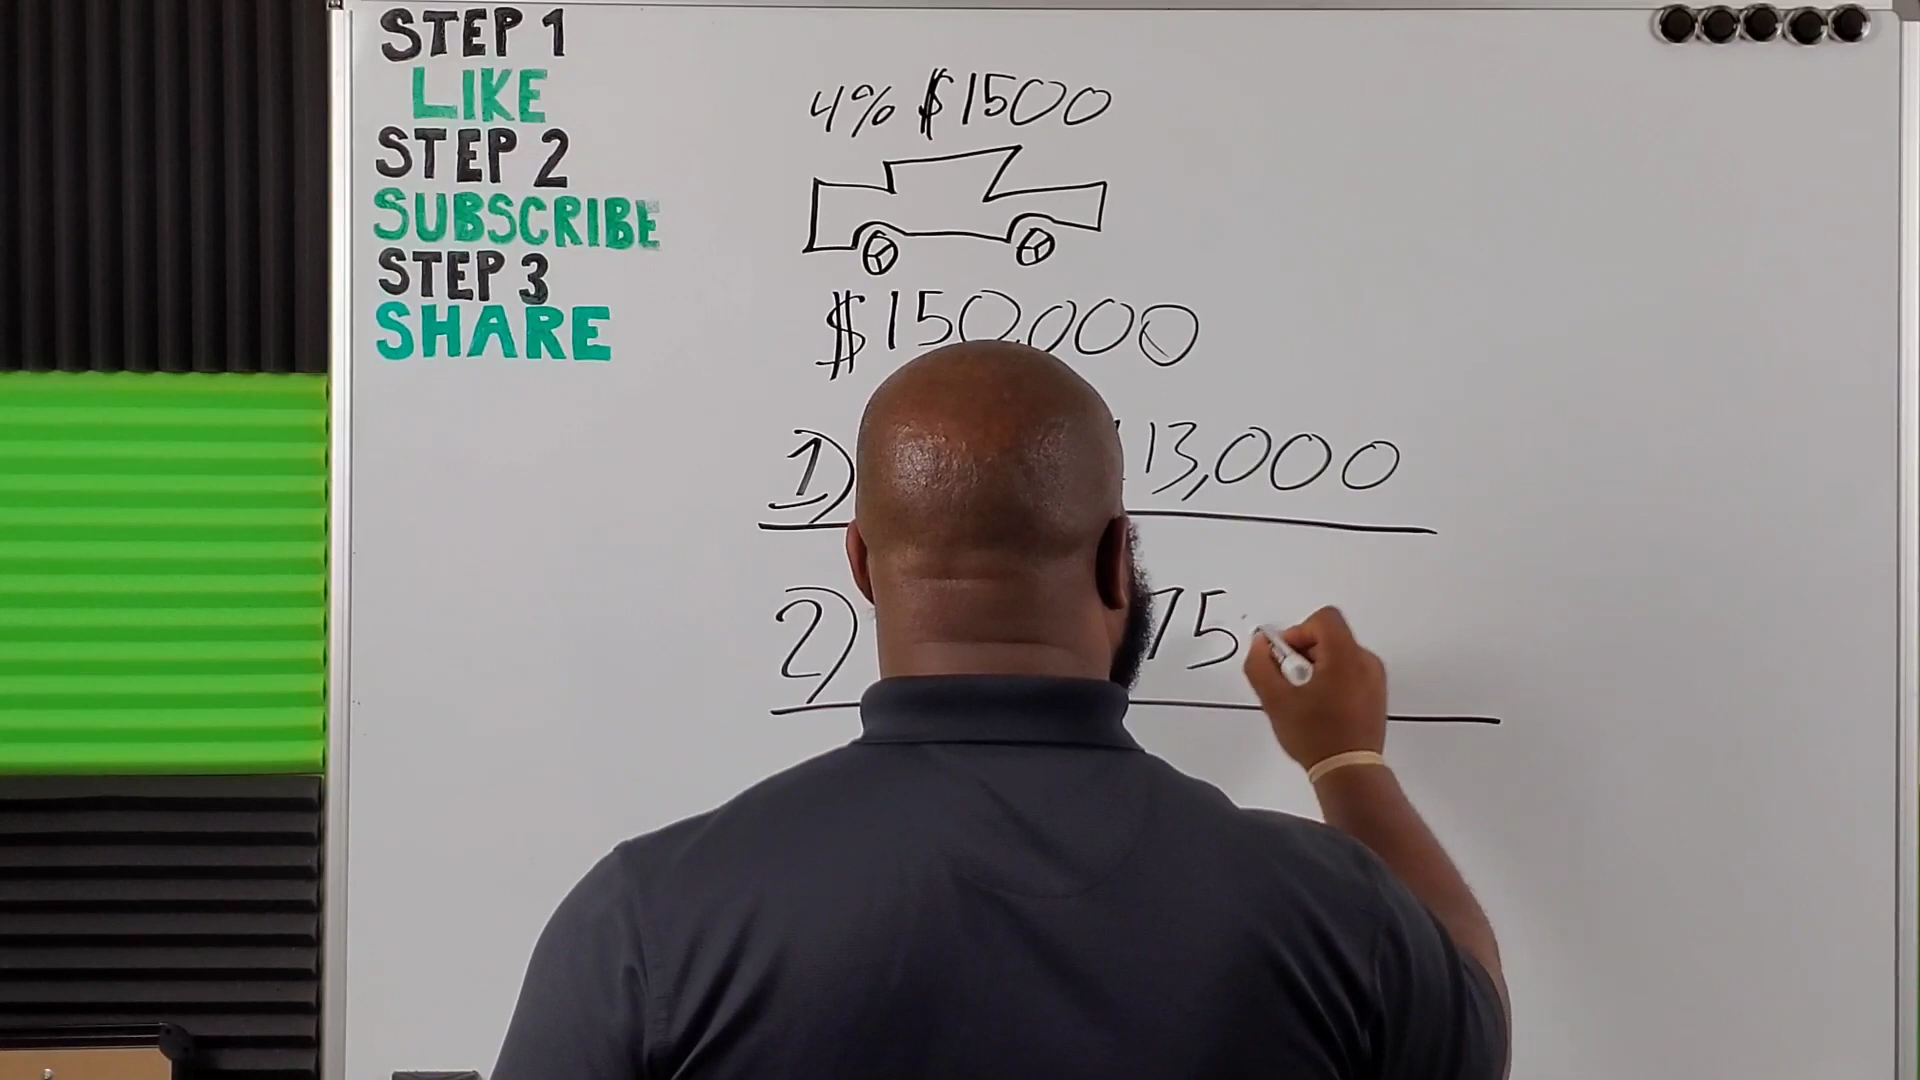 STEP 1
LIKE
STEP 2
SUBSCRIBE
STEP 3
SHARE
4% $1500
$150,000
1) 13,000
2) 75